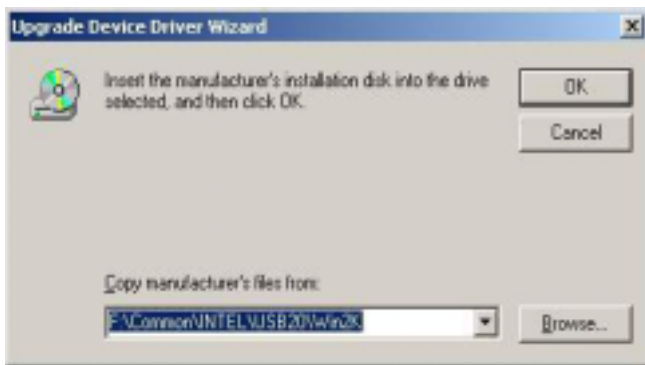 Upgrade Device Driver Wizard
Insert the manufacturer's installation disk into the drive
selected, and then click OK.
OK
Cancel
Copy manufacturer's files from:
F:\Common\INTEL\USB20\Win2K
Browse...